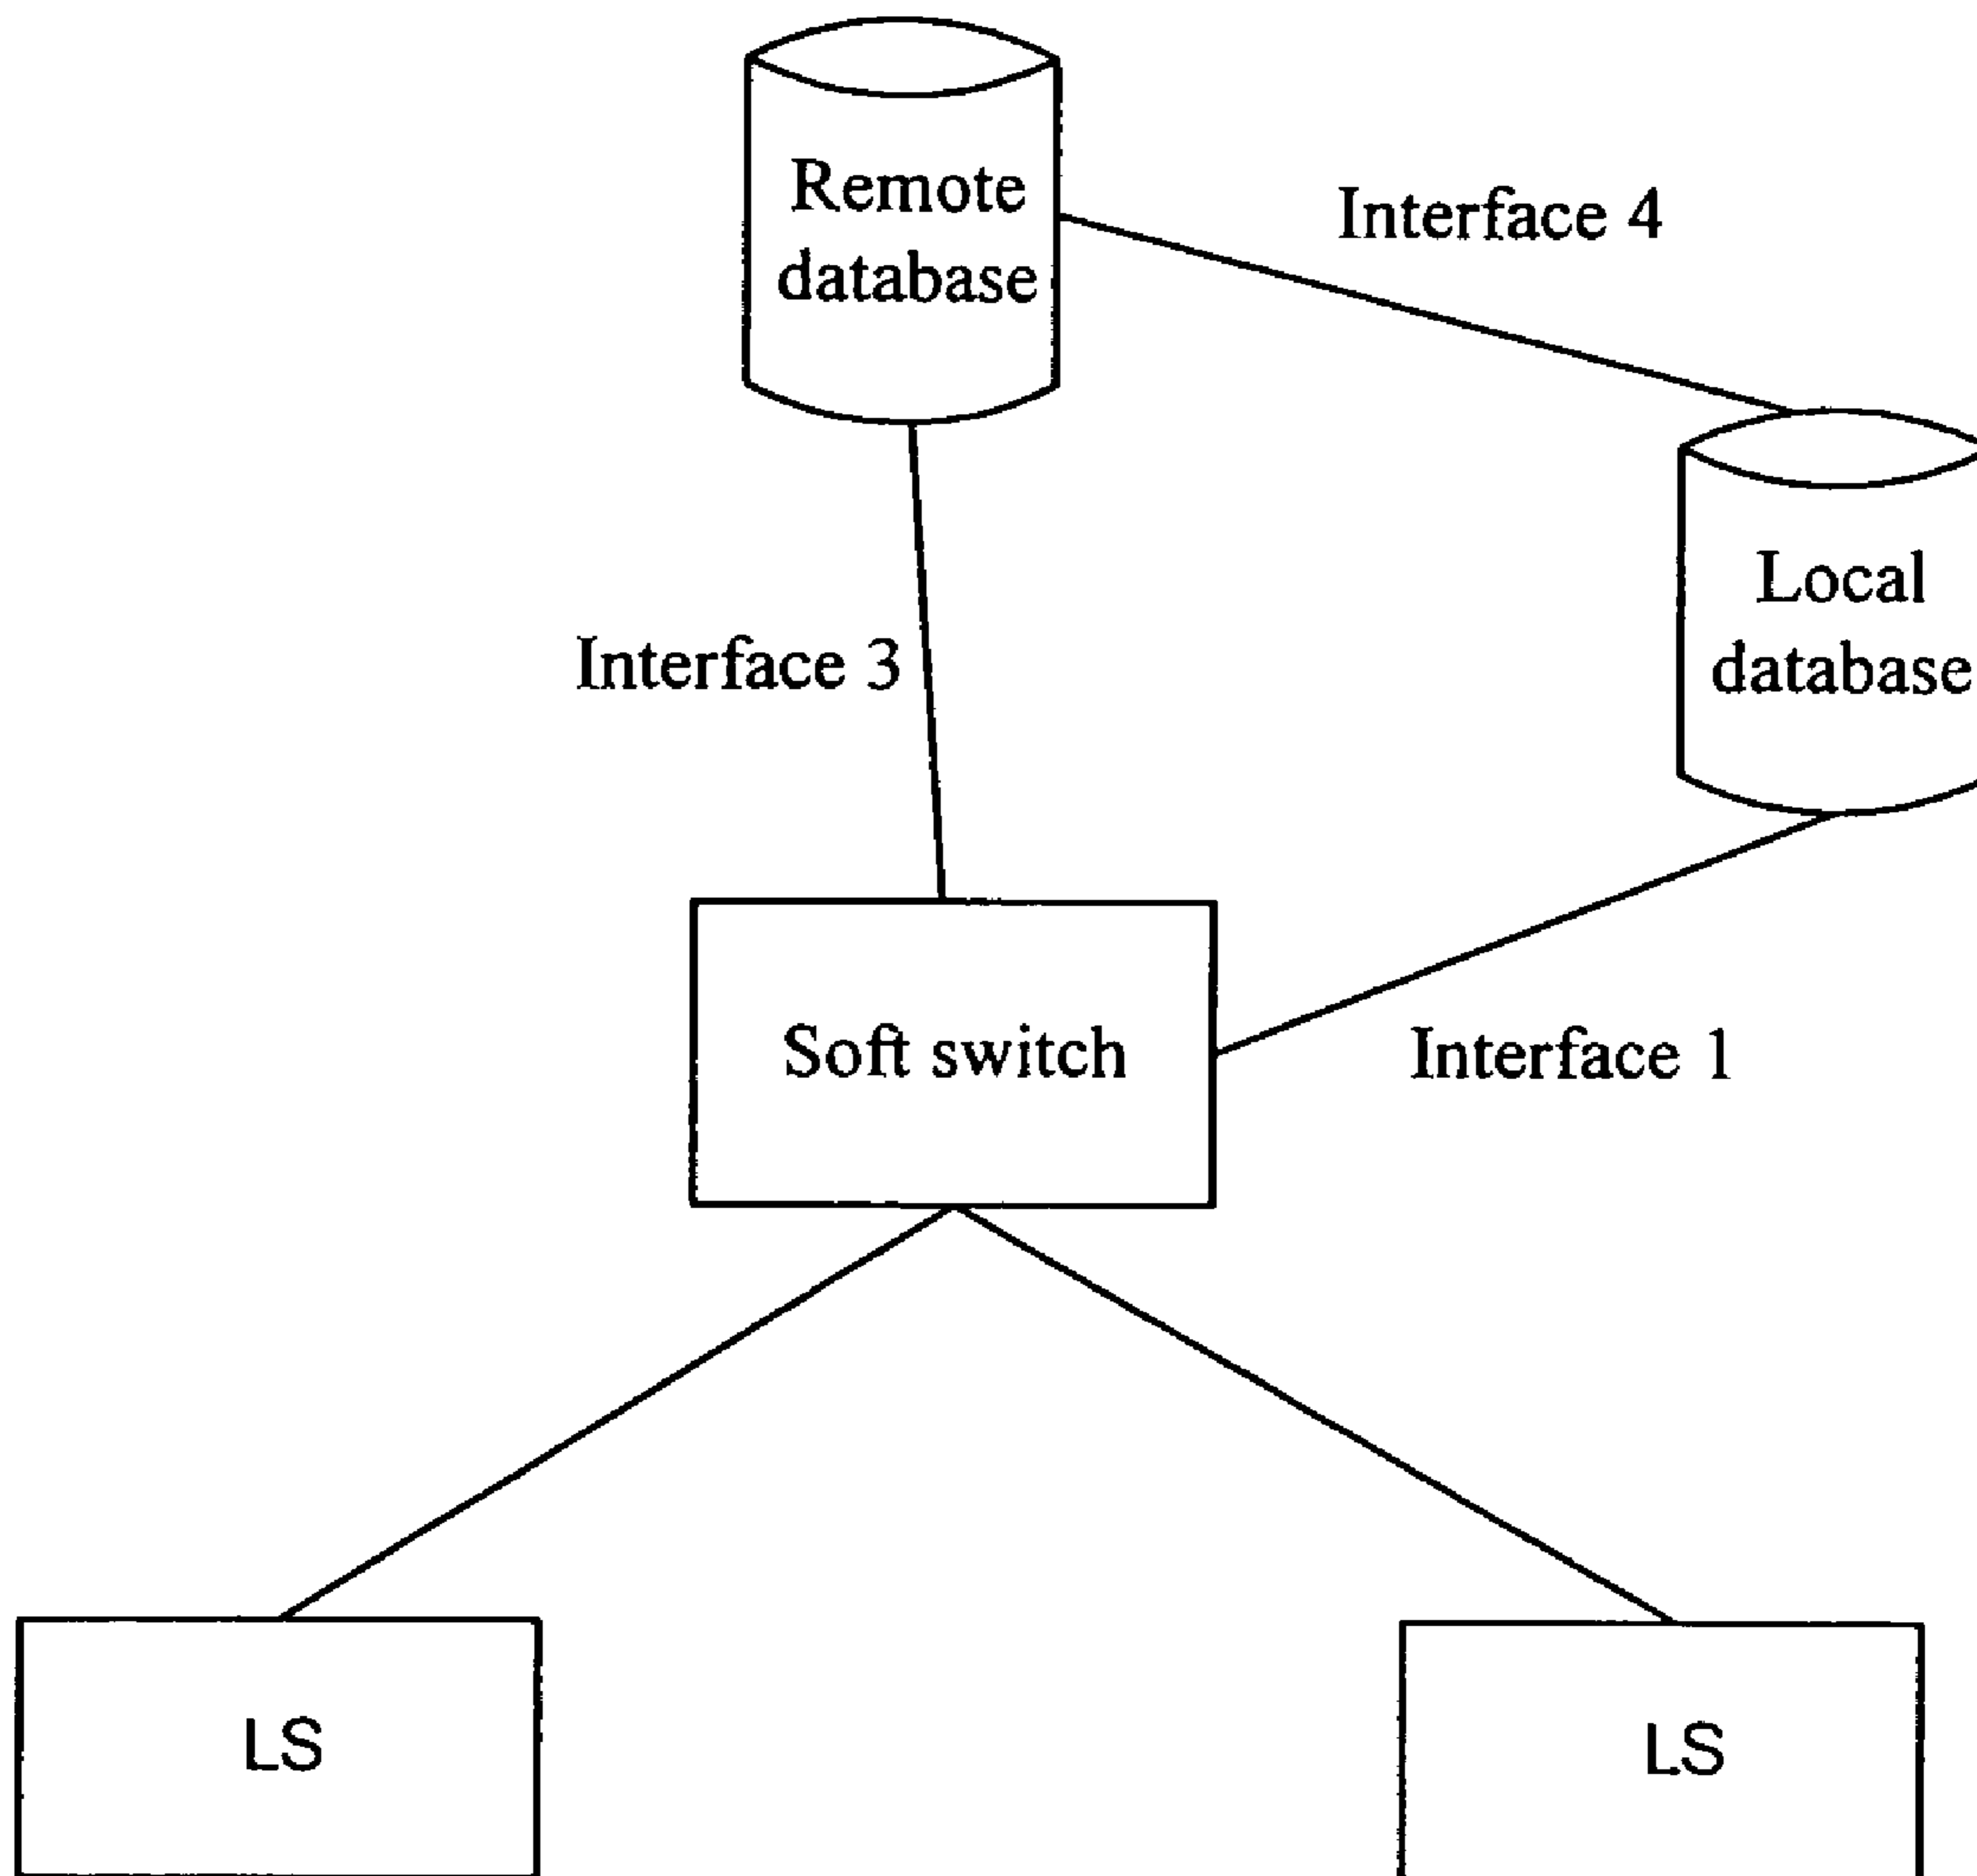 Remote
database
Interface 4
Local
database
Interface 3
Soft switch
Interface 1
LS
LS